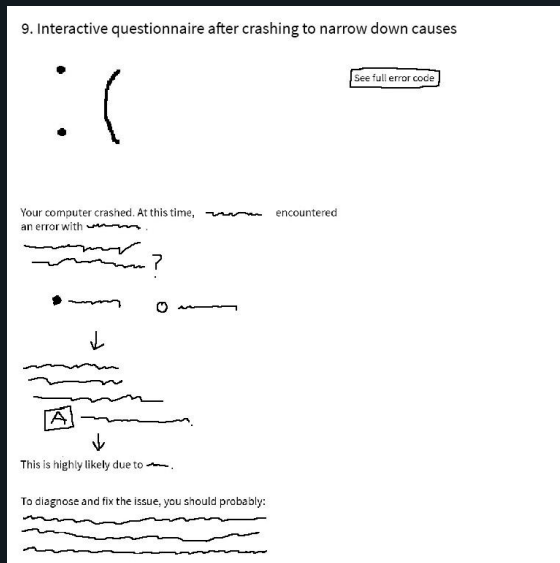 9. Interactive questionnaire after crashing to narrow down causes
: (
See full error code
Your computer crashed. At this time, encountered
an error with .
?
A
This is highly likely due to .
To diagnose and fix the issue, you should probably: